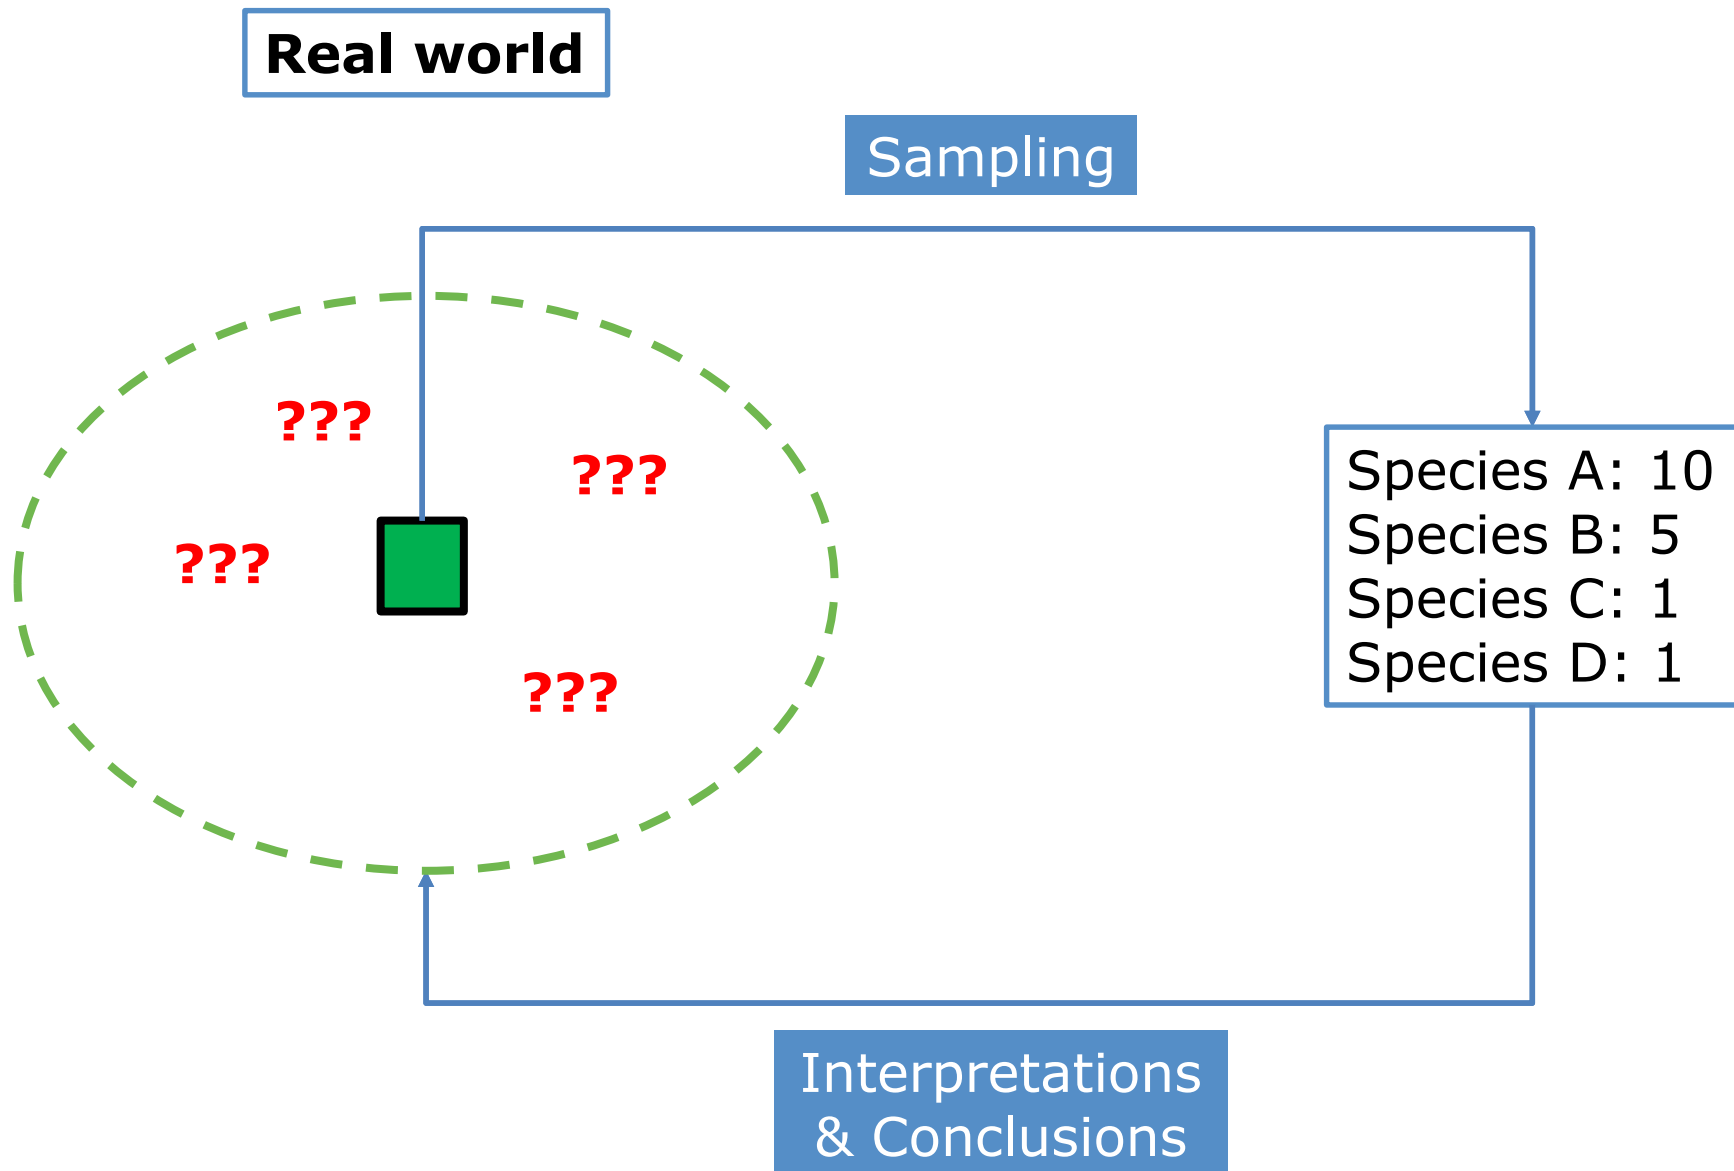 Real world
Sampling
???
???
???
???
Species A: 10
Species B: 5
Species C: 1
Species D: 1
Interpretations
& Conclusions